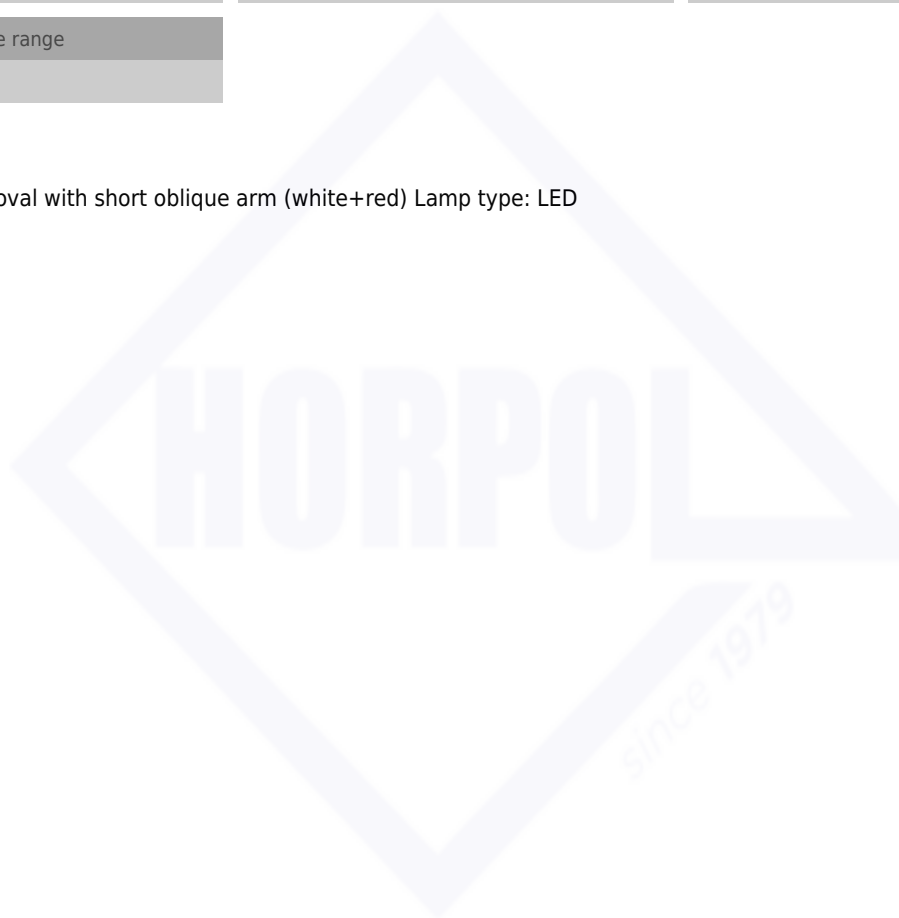 e range
oval with short oblique arm (white+red) Lamp type: LED
HORPOL
since 1979